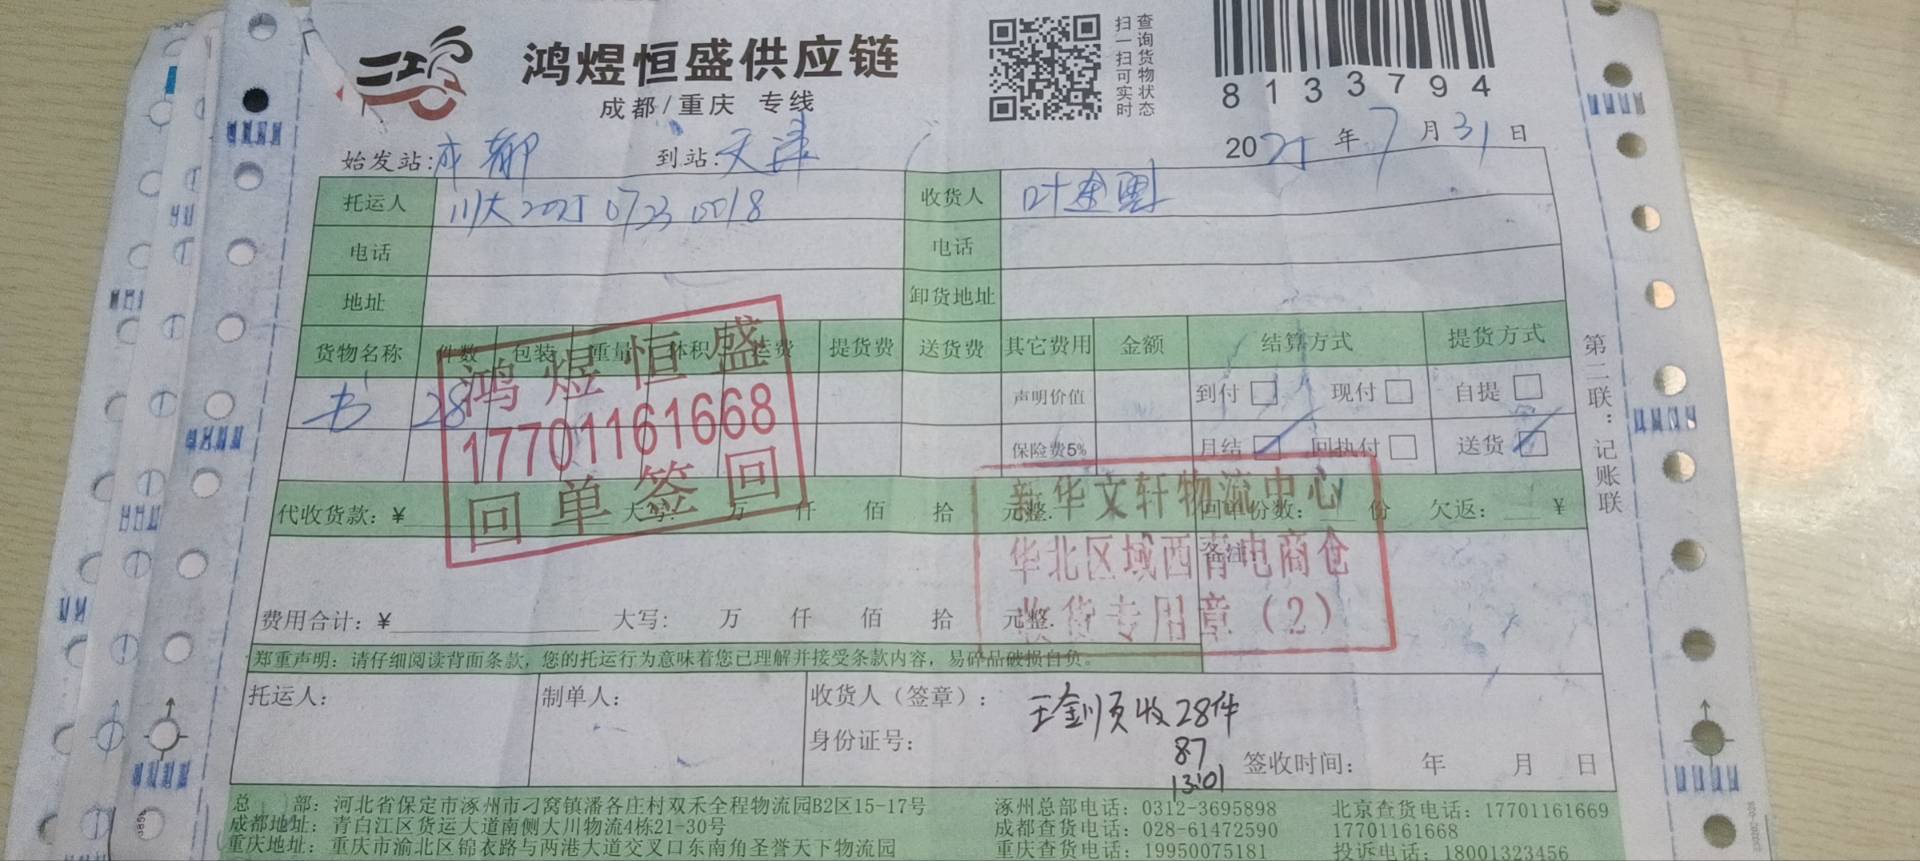 鸿煜恒盛供应链
成都/重庆 专线
查询货物状态
扫一扫可实时
8133794
始发站:成都 到站:天津 2025年7月31日
托运人 川大202507230018 收货人
电话 电话
地址 卸货地址
货物名称 件数 包装 重量 体积 运费 提货费 送货费 其它费用 金额 结算方式 提货方式
书 28 声明价值 到付 现付 自提
保险费5% 月结 回执付 送货
鸿煜恒盛
17701161668
回单签回
代收货款:¥ 大写: 万 仟 佰 拾 元整. 回单份数: 份 欠返: ¥
新华文轩物流中心
华北区域西青电商仓
收货专用章(2)
费用合计:¥ 大写: 万 仟 佰 拾 元整.
郑重声明:请仔细阅读背面条款,您的托运行为意味着您已理解并接受条款内容,易碎品破损自负。
托运人: 制单人: 收货人(签章): 王金顺收28件
身份证号: 87
13:01
签收时间: 年 月 日
第二联:记账联
总 部:河北省保定市涿州市刁窝镇潘各庄村双禾全程物流园B2区15-17号 涿州总部电话:0312-3695898 北京查货电话:17701161669
成都地址:青白江区货运大道南侧大川物流4栋21-30号 成都查货电话:028-61472590 17701161668
重庆地址:重庆市渝北区锦衣路与两港大道交叉口东南角圣誉天下物流园 重庆查货电话:19950075181 投诉电话:18001323456